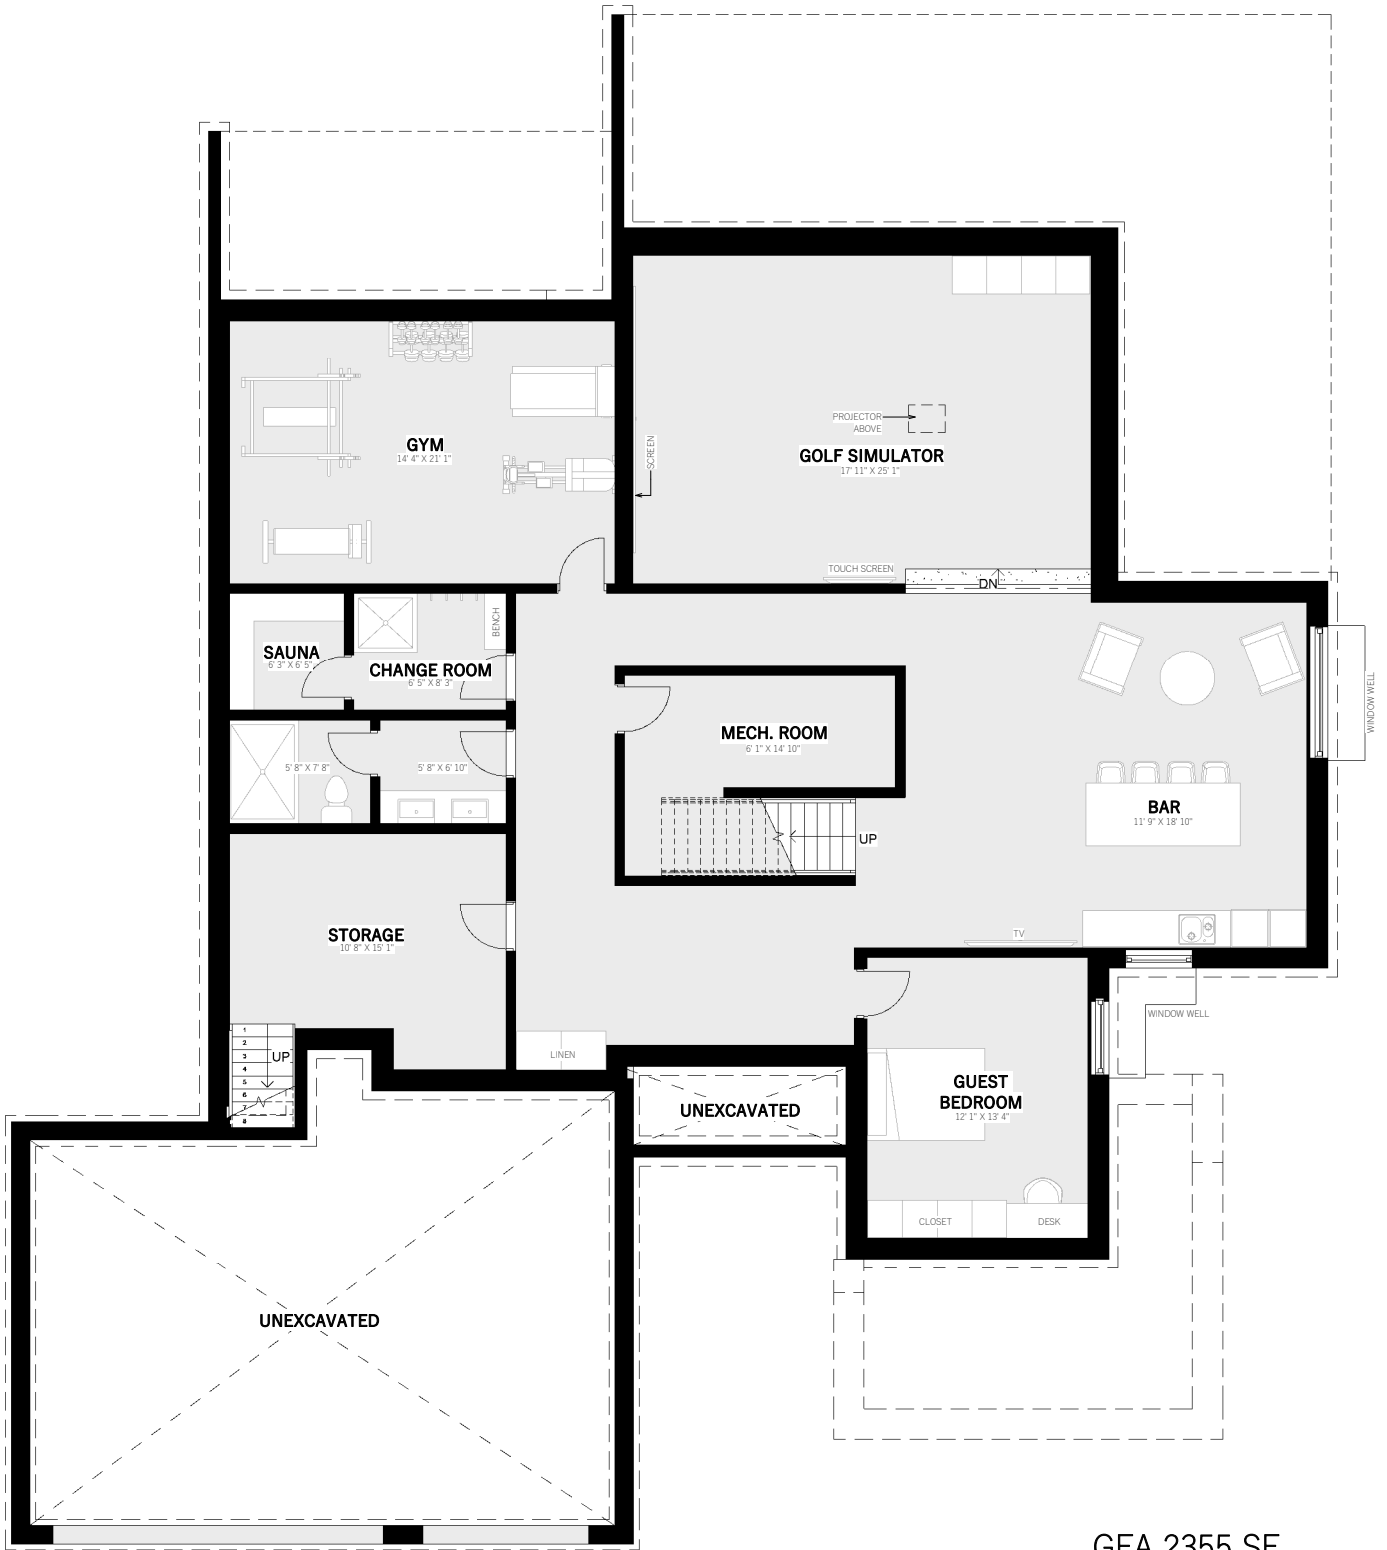 PROJECTOR
ABOVE
GYM
14' 4" X 21' 1"
SCREEN
GOLF SIMULATOR
17' 11" X 25' 1"
TOUCH SCREEN
DN
BENCH
SAUNA
6' 3" X 6' 5"
CHANGE ROOM
6' 5" X 8' 3"
WINDOW WELL
MECH. ROOM
6' 1" X 14' 10"
5' 8" X 7' 8"
5' 8" X 6' 10"
BAR
11' 9" X 18' 10"
UP
STORAGE
10' 8" X 15' 1"
TV
WINDOW WELL
1
2
3
4
5
6
7
8
UP
LINEN
GUEST
BEDROOM
12' 1" X 13' 4"
UNEXCAVATED
CLOSET
DESK
UNEXCAVATED
GFA 2355 SF